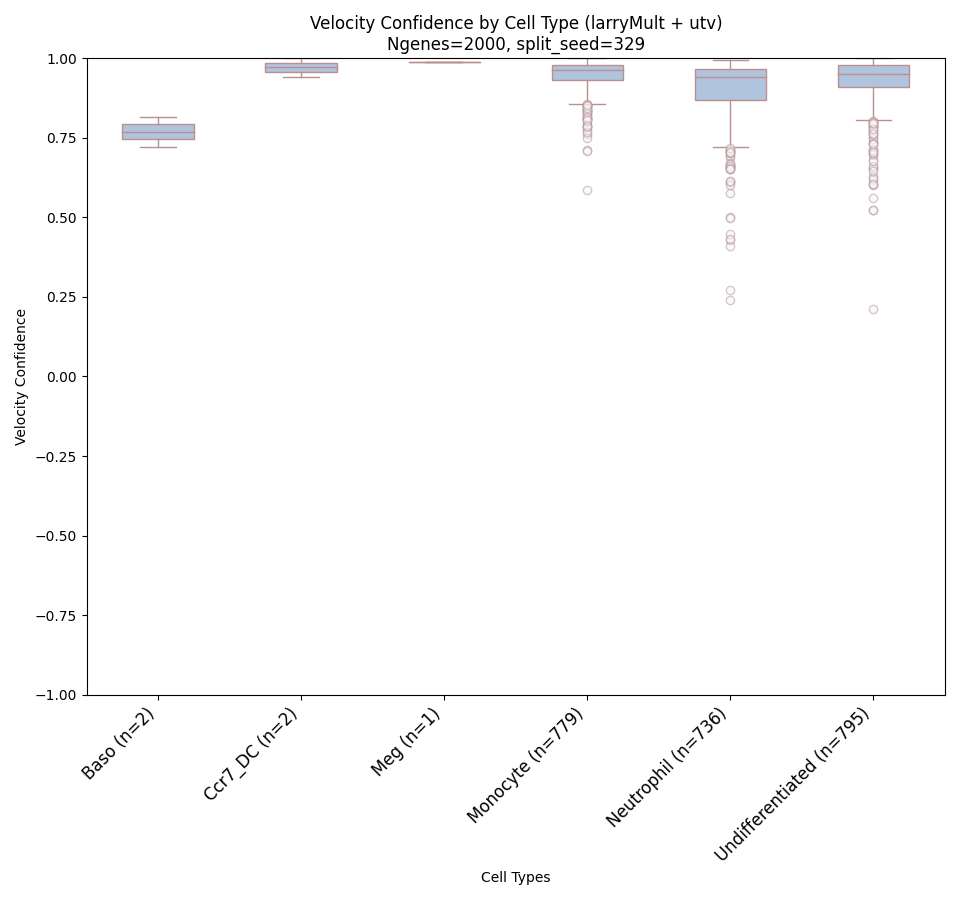 Velocity Confidence by Cell Type (larryMult + utv)
Ngenes=2000, split_seed=329
1.00
0.75
0.50
0.25
0.00
−0.25
−0.50
−0.75
−1.00
Velocity Confidence
Baso (n=2)
Ccr7_DC (n=2)
Meg (n=1)
Monocyte (n=779)
Neutrophil (n=736)
Undifferentiated (n=795)
Cell Types